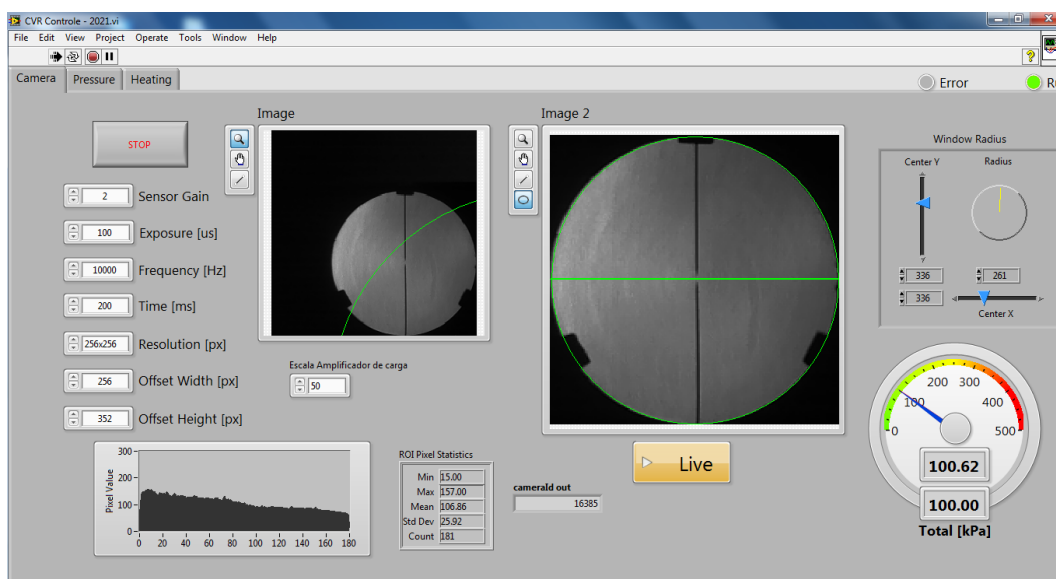 CVR Controle - 2021.vi
File Edit View Project Operate Tools Window Help
Camera Pressure Heating
Error
Image
Image 2
STOP
2 Sensor Gain
100 Exposure [us]
10000 Frequency [Hz]
200 Time [ms]
256x256 Resolution [px]
256 Offset Width [px]
352 Offset Height [px]
Escala Amplificador de carga
50
Window Radius
Center Y Radius
336 261
336
Center X
0 100 200 300 400 500
100.62
100.00
Total [kPa]
Live
Pixel Value
300
200
100
0
0 20 40 60 80 100 120 140 160 180
ROI Pixel Statistics
Min 15.00
Max 157.00
Mean 106.86
Std Dev 25.92
Count 181
cameraId out
16385